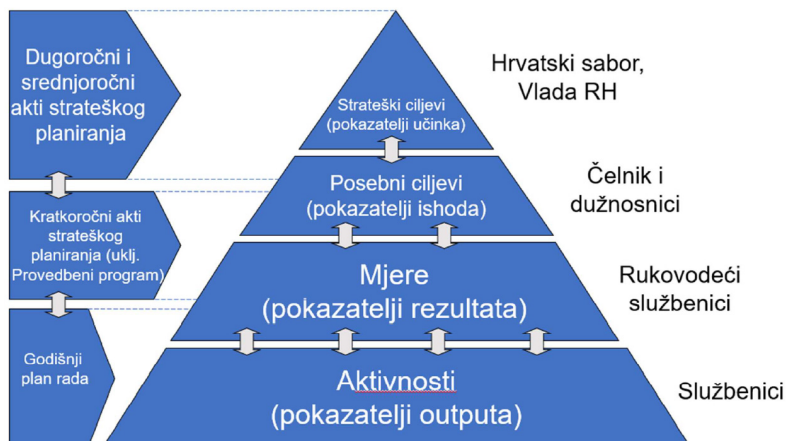 Dugoročni i
srednjoročni
akti strateškog
planiranja
Kratkoročni akti
strateškog
planiranja (uklj.
Provedbeni program)
Godišnji
plan rada
Strateški ciljevi
(pokazatelji učinka)
Posebni ciljevi
(pokazatelji ishoda)
Mjere
(pokazatelji rezultata)
Aktivnosti
(pokazatelji outputa)
Hrvatski sabor,
Vlada RH
Čelnik i
dužnosnici
Rukovodeći
službenici
Službenici